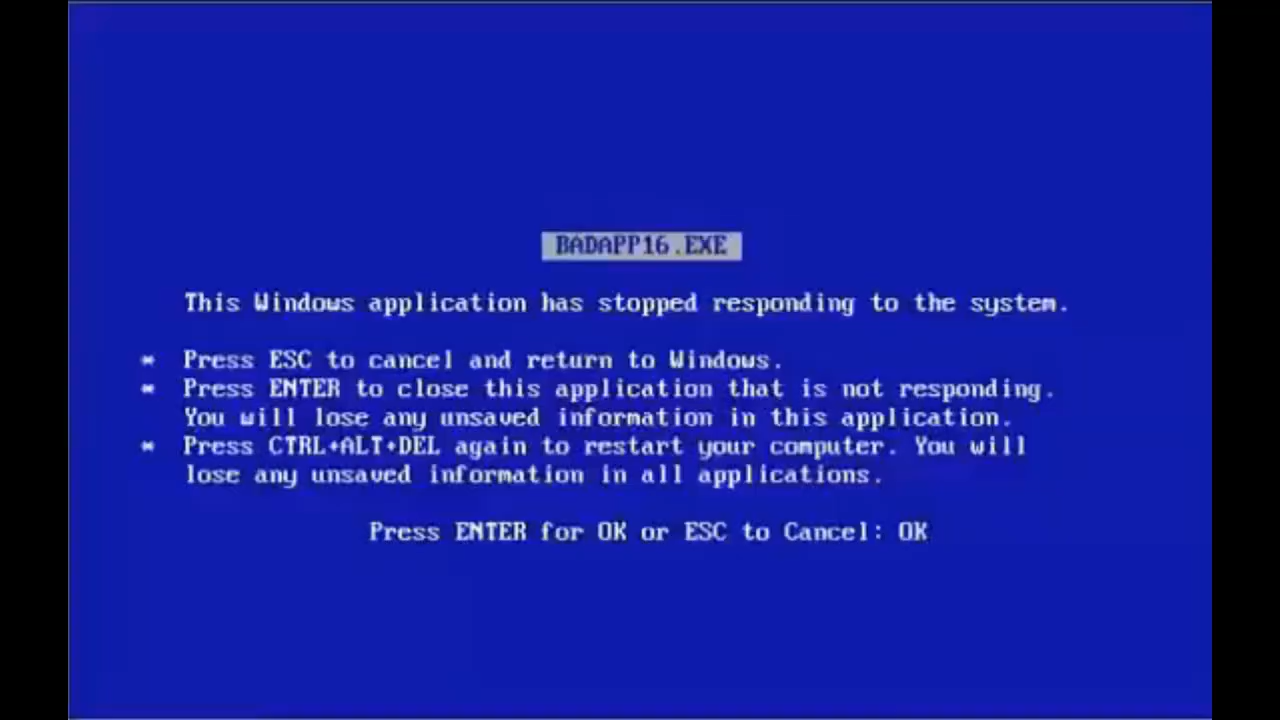 BADAPP16.EXE
This Windows application has stopped responding to the system.
* Press ESC to cancel and return to Windows.
* Press ENTER to close this application that is not responding.
You will lose any unsaved information in this application.
* Press CTRL+ALT+DEL again to restart your computer. You will
lose any unsaved information in all applications.
Press ENTER for OK or ESC to Cancel: OK